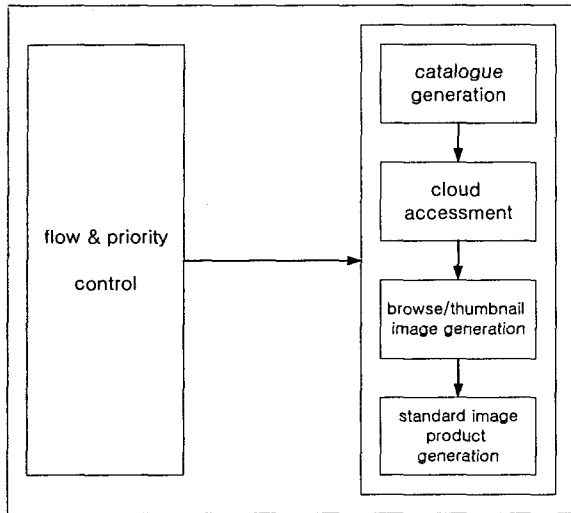 flow & priority
control
catalogue
generation
cloud
accessment
browse/thumbnail
image generation
standard image
product
generation